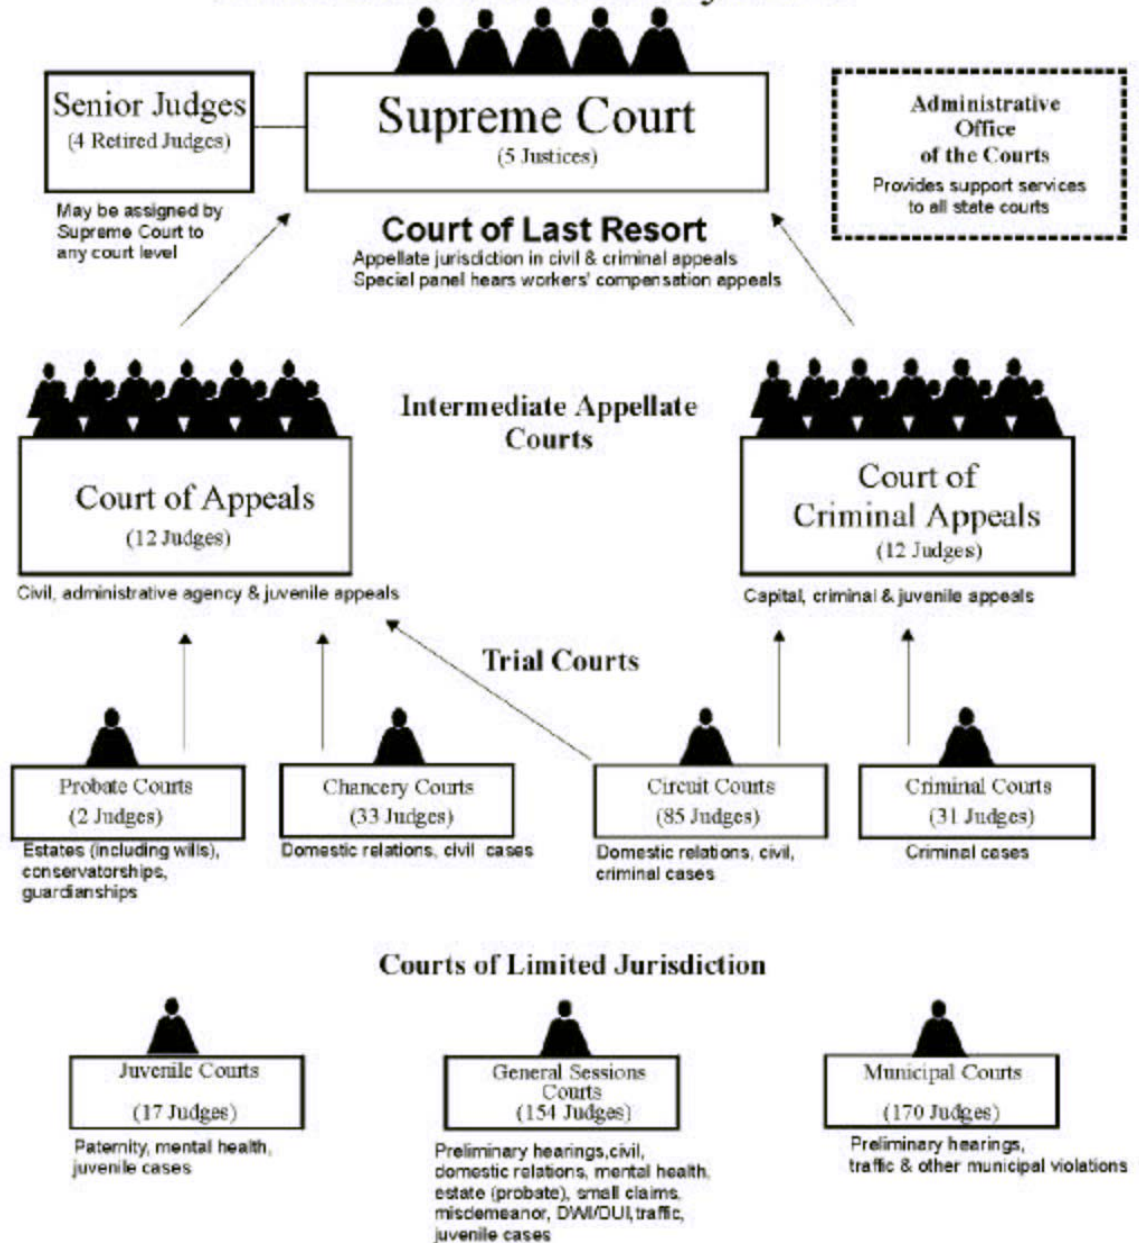 Senior Judges
(4 Retired Judges)
May be assigned by
Supreme Court to
any court level
Supreme Court
(5 Justices)
Court of Last Resort
Appellate jurisdiction in civil & criminal appeals
Special panel hears workers' compensation appeals
Administrative
Office
of the Courts
Provides support services
to all state courts
Intermediate Appellate
Courts
Court of Appeals
(12 Judges)
Civil, administrative agency & juvenile appeals
Court of
Criminal Appeals
(12 Judges)
Capital, criminal & juvenile appeals
Trial Courts
Probate Courts
(2 Judges)
Estates (including wills),
conservatorships,
guardianships
Chancery Courts
(33 Judges)
Domestic relations, civil cases
Circuit Courts
(85 Judges)
Domestic relations, civil,
criminal cases
Criminal Courts
(31 Judges)
Criminal cases
Courts of Limited Jurisdiction
Juvenile Courts
(17 Judges)
Paternity, mental health,
juvenile cases
General Sessions
Courts
(154 Judges)
Preliminary hearings,civil,
domestic relations, mental health,
estate (probate), small claims,
misdemeanor, DWI/DUI,traffic,
juvenile cases
Municipal Courts
(170 Judges)
Preliminary hearings,
traffic & other municipal violations